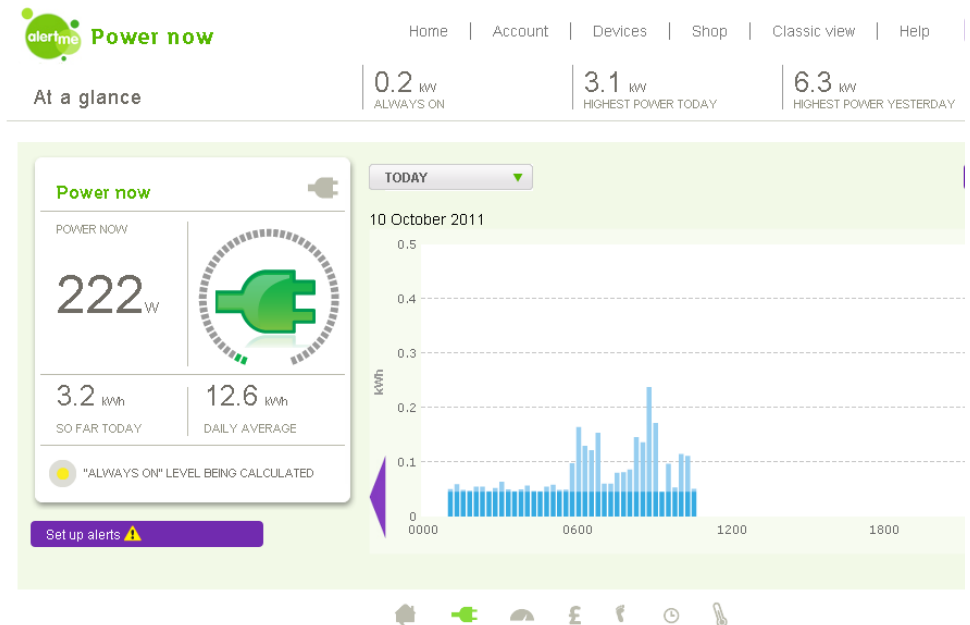 alertme Power now
Home | Account | Devices | Shop | Classic view | Help
At a glance
0.2 kW
ALWAYS ON
3.1 kW
HIGHEST POWER TODAY
6.3 kW
HIGHEST POWER YESTERDAY
Power now
POWER NOW
222 W
3.2 kWh
SO FAR TODAY
12.6 kWh
DAILY AVERAGE
"ALWAYS ON" LEVEL BEING CALCULATED
Set up alerts
TODAY
10 October 2011
0.5
0.4
0.3
kWh
0.2
0.1
0
0000 0600 1200 1800
£